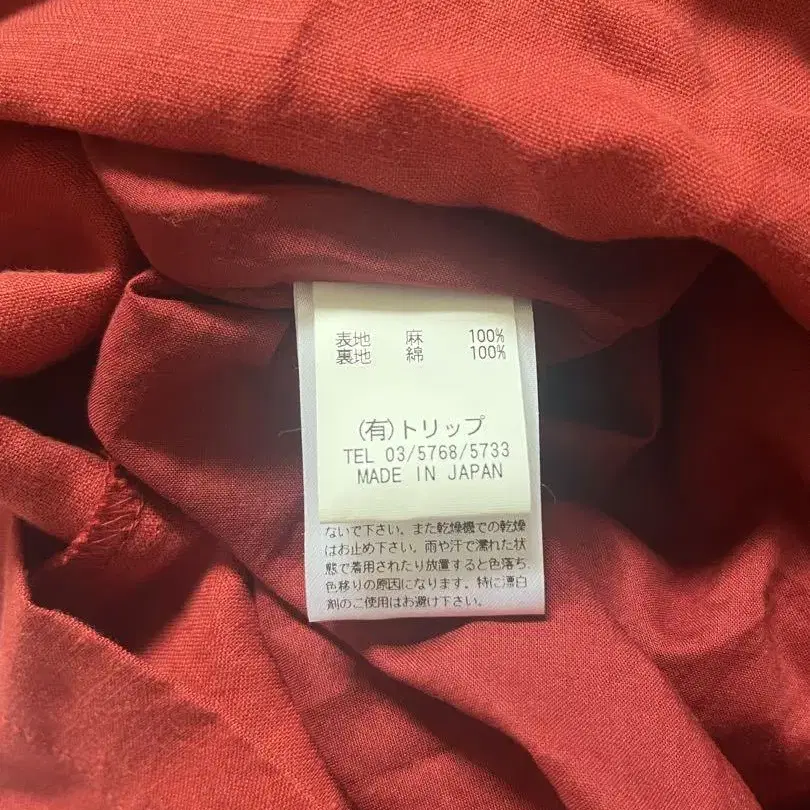 表地 麻 100%
裏地 綿 100%
(有)トリップ
TEL 03/5768/5733
MADE IN JAPAN
ないで下さい。また乾燥機での乾燥
はお止め下さい。雨や汗で濡れた状
態で着用されたり放置すると色落ち、
色移りの原因になります。特に漂白
剤のご使用はお避け下さい。